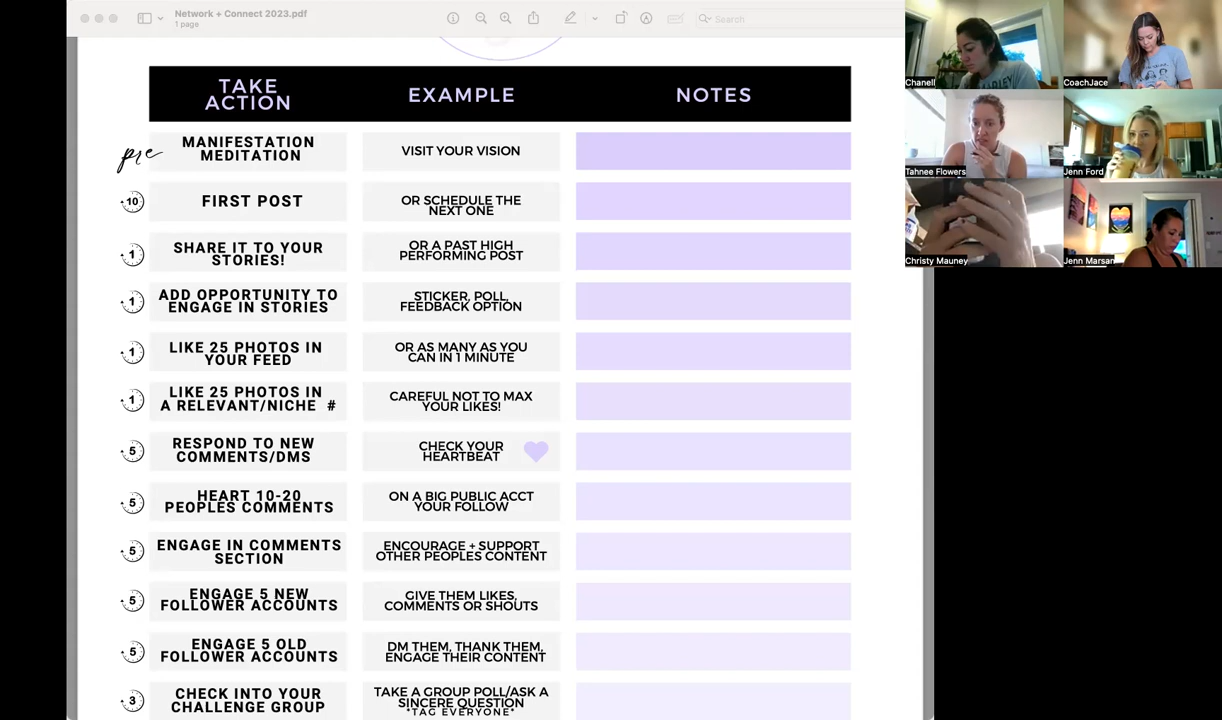 Network + Connect 2023.pdf
1 page
Search
TAKE
ACTION
EXAMPLE
NOTES
pre
MANIFESTATION
MEDITATION
VISIT YOUR VISION
10
FIRST POST
OR SCHEDULE THE
NEXT ONE
1
SHARE IT TO YOUR
STORIES!
OR A PAST HIGH
PERFORMING POST
1
ADD OPPORTUNITY TO
ENGAGE IN STORIES
STICKER, POLL,
FEEDBACK OPTION
1
LIKE 25 PHOTOS IN
YOUR FEED
OR AS MANY AS YOU
CAN IN 1 MINUTE
1
LIKE 25 PHOTOS IN
A RELEVANT/NICHE #
CAREFUL NOT TO MAX
YOUR LIKES!
5
RESPOND TO NEW
COMMENTS/DMS
CHECK YOUR
HEARTBEAT
5
HEART 10-20
PEOPLES COMMENTS
ON A BIG PUBLIC ACCT
YOUR FOLLOW
5
ENGAGE IN COMMENTS
SECTION
ENCOURAGE + SUPPORT
OTHER PEOPLES CONTENT
5
ENGAGE 5 NEW
FOLLOWER ACCOUNTS
GIVE THEM LIKES,
COMMENTS OR SHOUTS
5
ENGAGE 5 OLD
FOLLOWER ACCOUNTS
DM THEM, THANK THEM,
ENGAGE THEIR CONTENT
3
CHECK INTO YOUR
CHALLENGE GROUP
TAKE A GROUP POLL/ASK A
SINCERE QUESTION
*TAG EVERYONE*
Chanell
CoachJace
Tahnee Flowers
Jenn Ford
Christy Mauney
Jenn Marsan